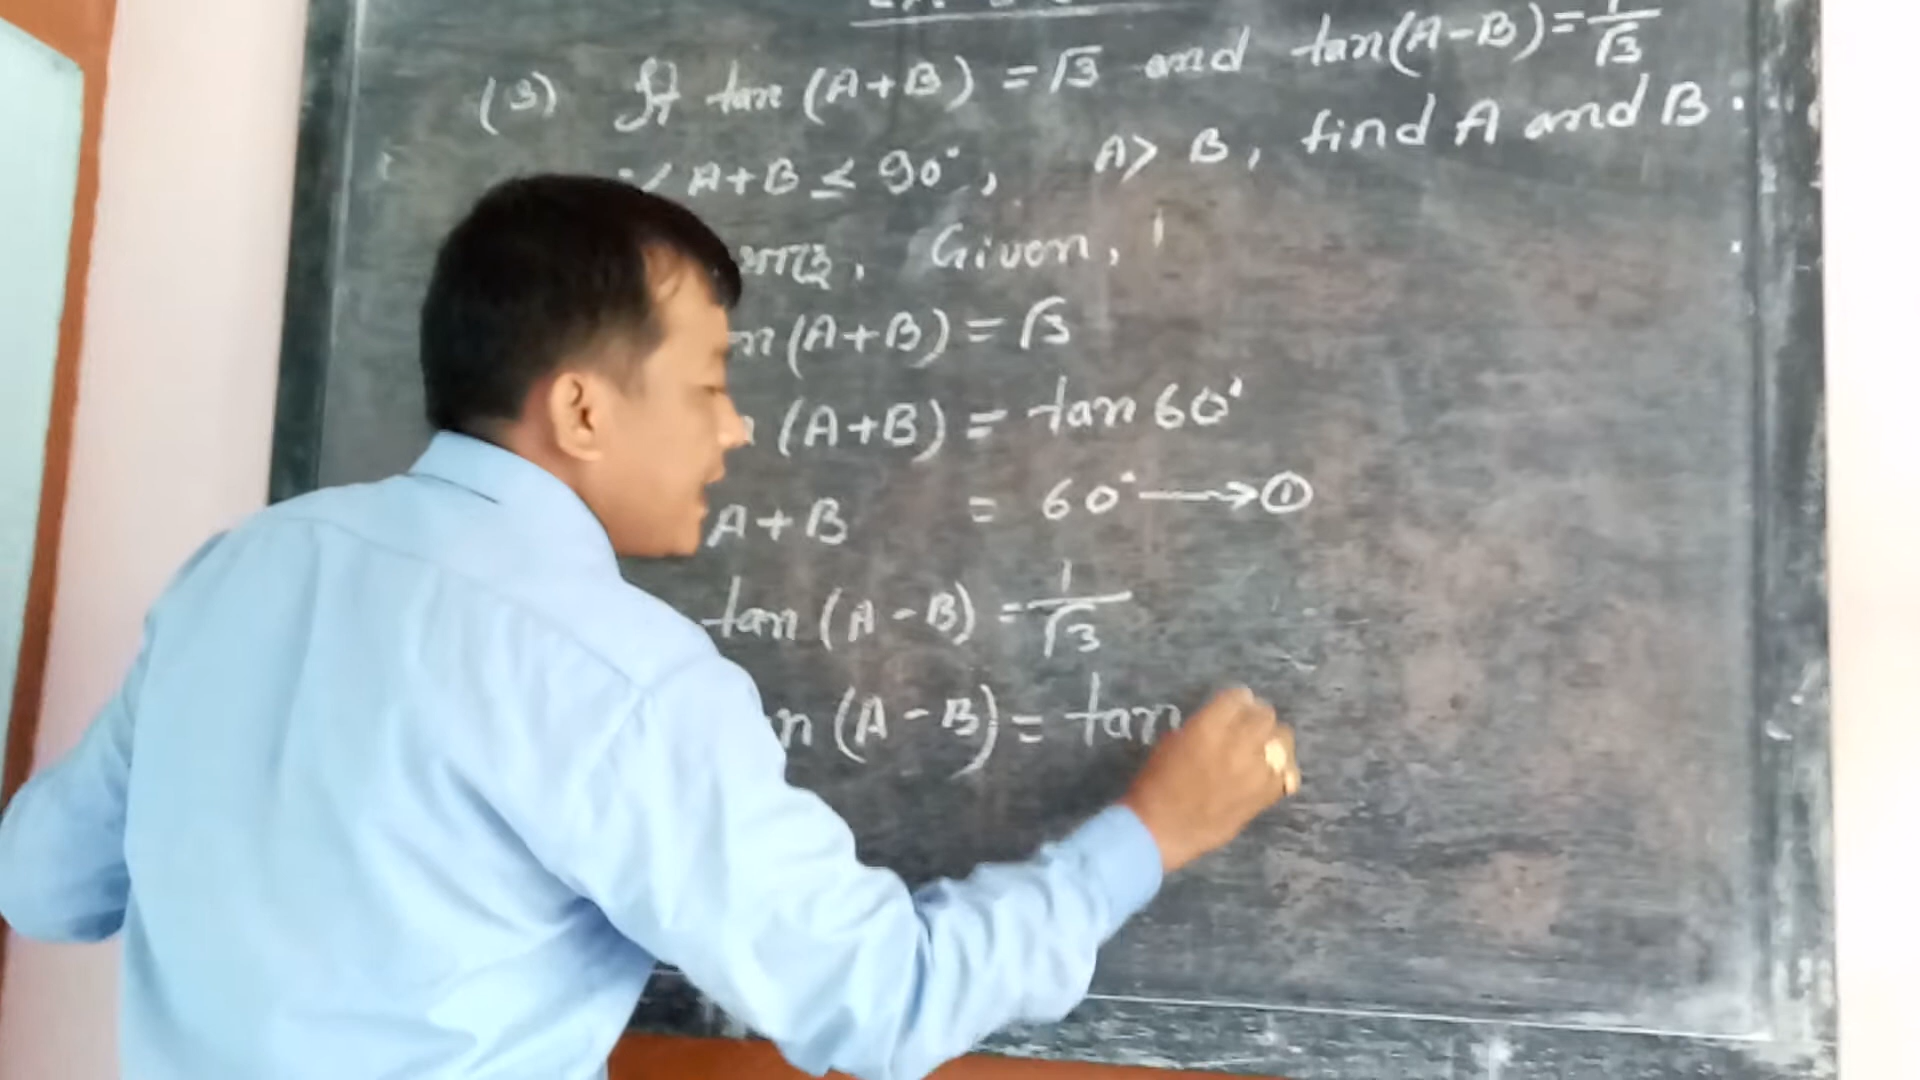 (3) If tan (A+B) = √3 and tan(A-B) = 1/√3
A+B ≤ 90°, A> B, find A and B.
Given,
(A+B) = √3
(A+B) = tan 60°
A+B = 60° ⟶ ①
tan (A - B) = 1/√3
(A - B) = tan